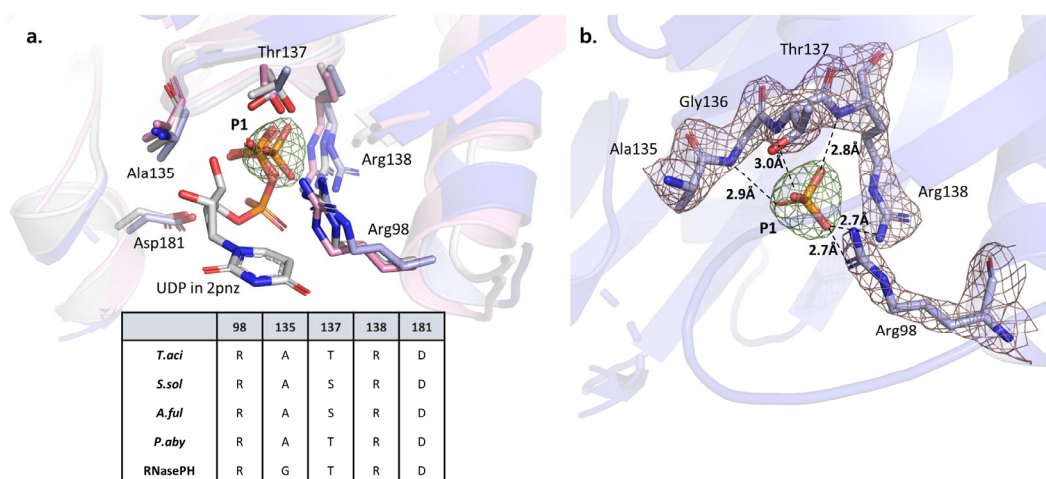 a.
Thr137
P1
Ala135
Arg138
Asp181
Arg98
UDP in 2pnz
98 135 137 138 181
T.aci R A T R D
S.sol R A S R D
A.ful R A S R D
P.aby R A T R D
RNasePH R G T R D
b.
Thr137
Gly136
Ala135
3.0Å
2.8Å
2.9Å
Arg138
P1
2.7Å
2.7Å
Arg98